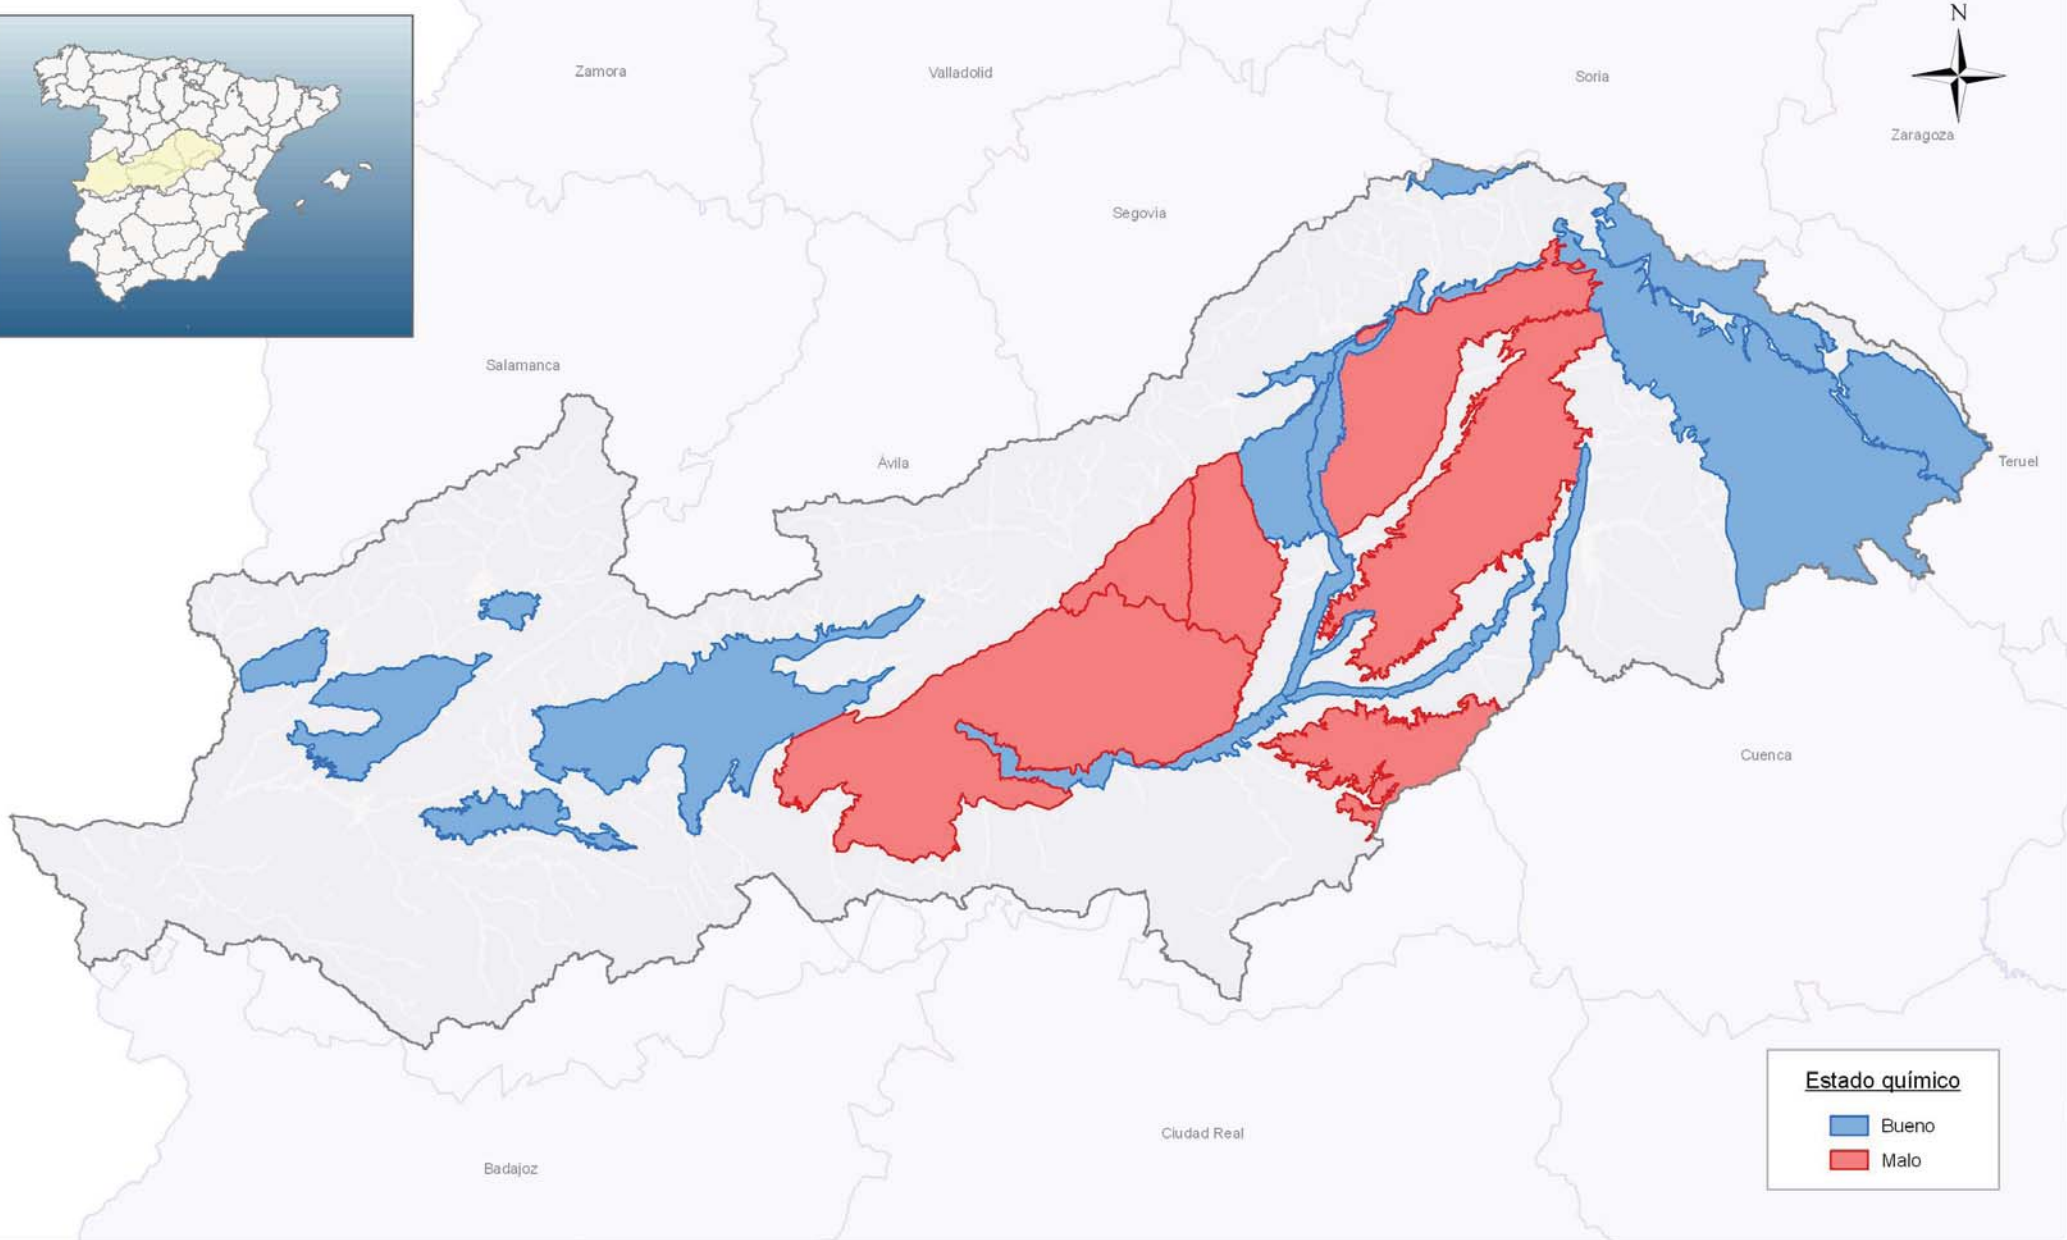 N
Zamora
Valladolid
Soria
Zaragoza
Segovia
Salamanca
Ávila
Teruel
Cuenca
Estado químico
Bueno
Malo
Ciudad Real
Badajoz